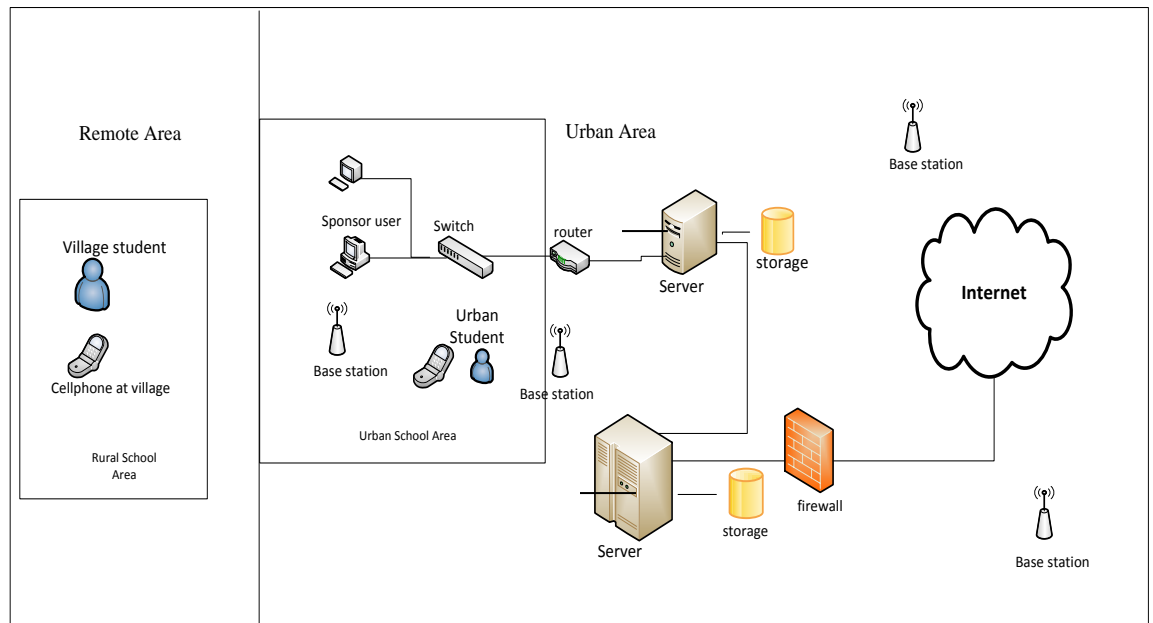 Remote Area
Urban Area
Village student
Cellphone at village
Rural School
Area
Sponsor user
Switch
router
Base station
Urban
Student
Base station
Urban School Area
Server
storage
Base station
Internet
Server
storage
firewall
Base station